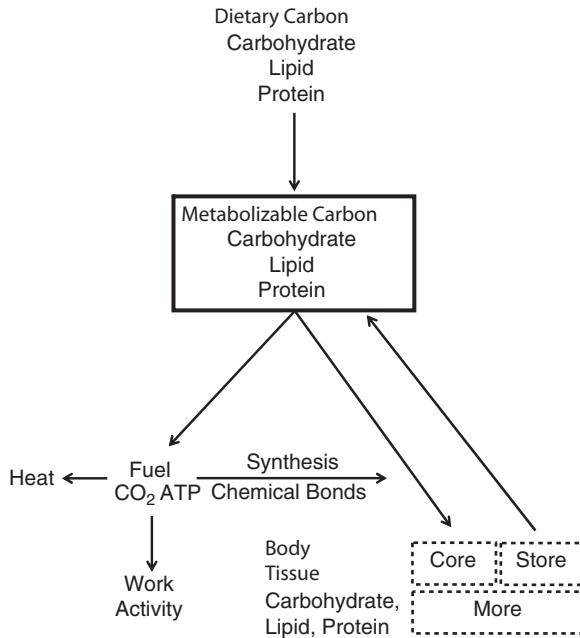 Dietary Carbon
Carbohydrate
Lipid
Protein
Metabolizable Carbon
Carbohydrate
Lipid
Protein
Heat
Fuel
CO₂ ATP
Synthesis
Chemical Bonds
Work
Activity
Body
Tissue
Carbohydrate,
Lipid, Protein
Core
Store
More